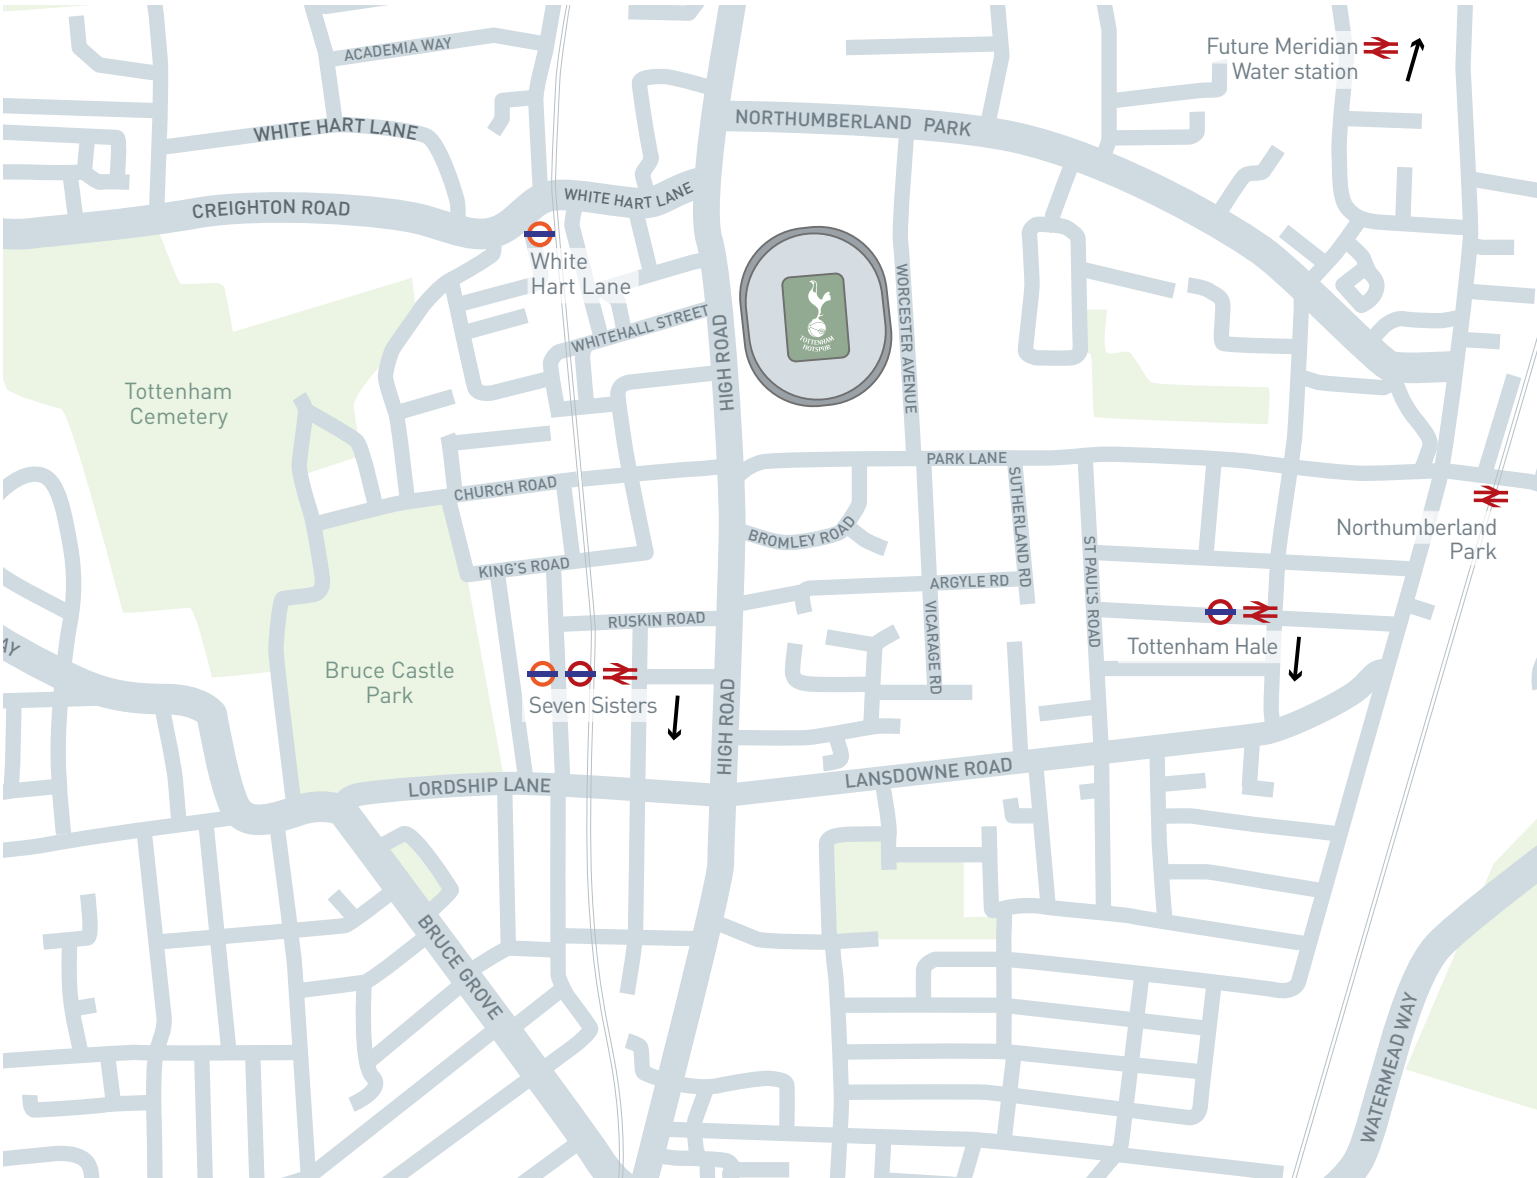 ACADEMIA WAY
Future Meridian
Water station
WHITE HART LANE
NORTHUMBERLAND PARK
CREIGHTON ROAD
WHITE HART LANE
White
Hart Lane
WHITEHALL STREET
HIGH ROAD
TOTTENHAM
HOTSPUR
WORCESTER AVENUE
Tottenham
Cemetery
CHURCH ROAD
PARK LANE
SUTHERLAND RD
BROMLEY ROAD
ST PAUL'S ROAD
Northumberland
Park
KING'S ROAD
ARGYLE RD
RUSKIN ROAD
VICARAGE RD
Tottenham Hale
AY
Bruce Castle
Park
Seven Sisters
HIGH ROAD
LORDSHIP LANE
LANSDOWNE ROAD
BRUCE GROVE
WATERMEAD WAY